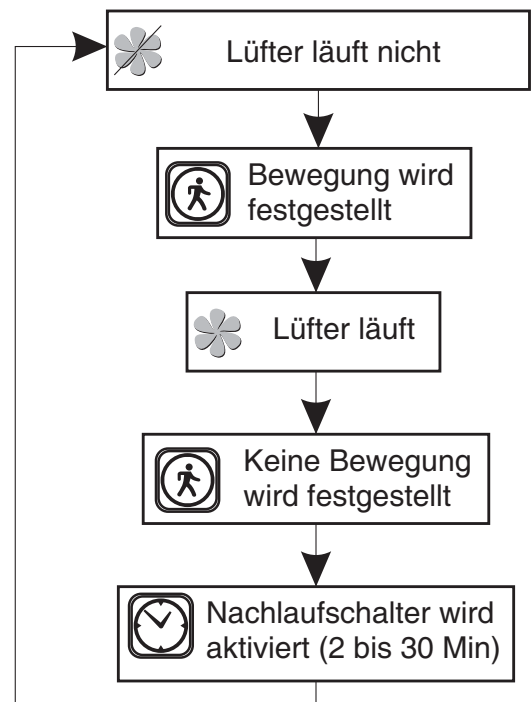 Lüfter läuft nicht
Bewegung wird
festgestellt
Lüfter läuft
Keine Bewegung
wird festgestellt
Nachlaufschalter wird
aktiviert (2 bis 30 Min)